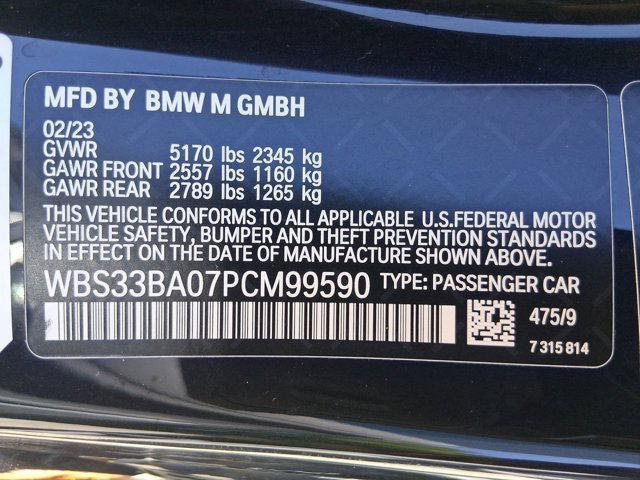 MFD BY BMW M GMBH
02/23
GVWR 5170 lbs 2345 kg
GAWR FRONT 2557 lbs 1160 kg
GAWR REAR 2789 lbs 1265 kg
THIS VEHICLE CONFORMS TO ALL APPLICABLE U.S.FEDERAL MOTOR
VEHICLE SAFETY, BUMPER AND THEFT PREVENTION STANDARDS
IN EFFECT ON THE DATE OF MANUFACTURE SHOWN ABOVE.
WBS33BA07PCM99590 TYPE: PASSENGER CAR
475/9
7 315 814